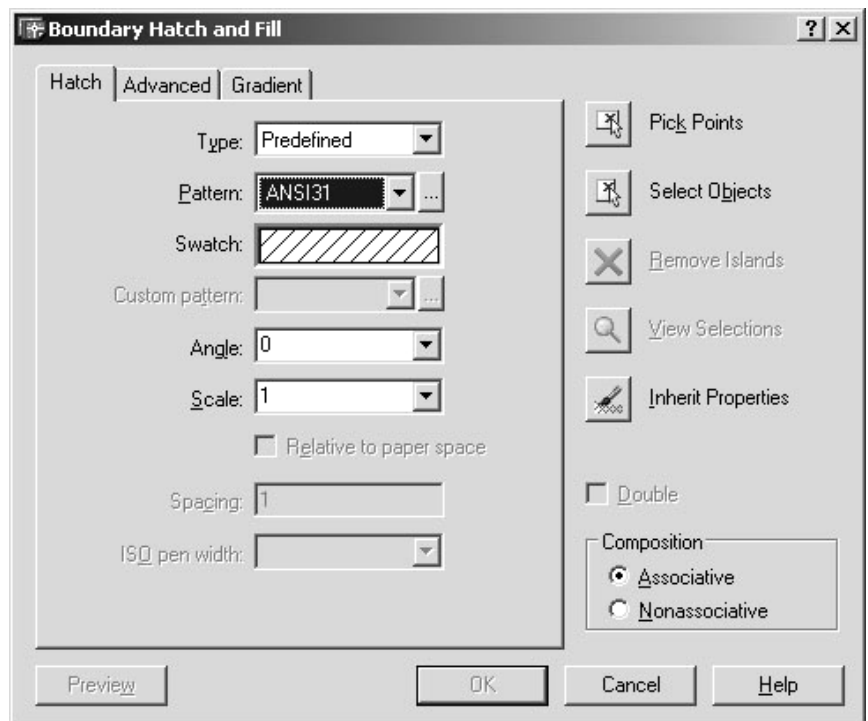 Boundary Hatch and Fill
Hatch Advanced Gradient
Type: Predefined
Pattern: ANSI31 ...
Swatch:
Custom pattern: ...
Angle: 0
Scale: 1
Relative to paper space
Spacing: 1
ISO pen width:
Pick Points
Select Objects
Remove Islands
View Selections
Inherit Properties
Double
Composition
Associative
Nonassociative
Preview OK Cancel Help